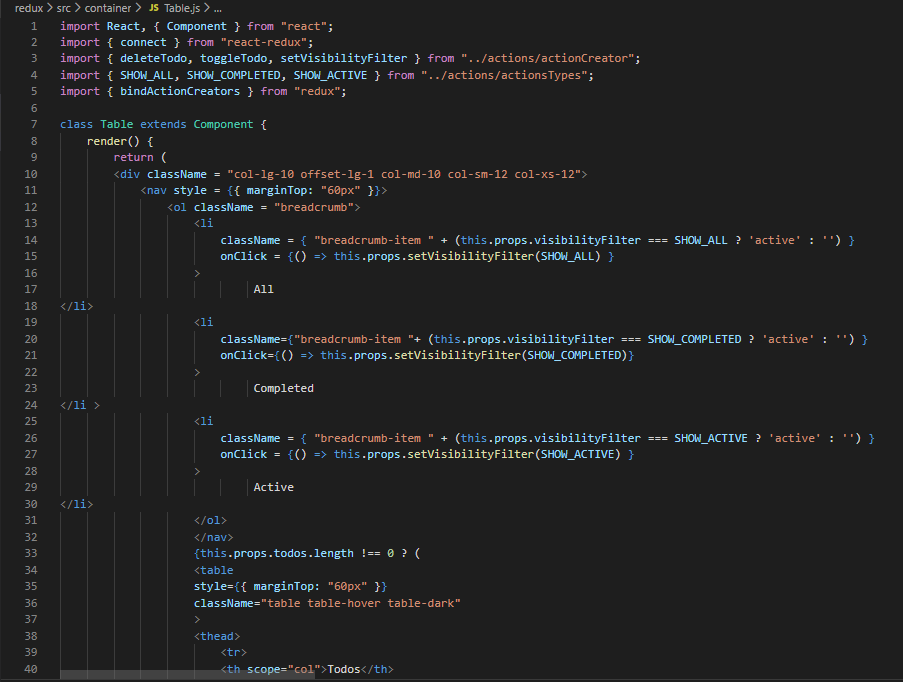 redux > src > container > JS Table.js > ...
1 import React, { Component } from "react";
2 import { connect } from "react-redux";
3 import { deleteTodo, toggleTodo, setVisibilityFilter } from "../actions/actionCreator";
4 import { SHOW_ALL, SHOW_COMPLETED, SHOW_ACTIVE } from "../actions/actionsTypes";
5 import { bindActionCreators } from "redux";
6
7 class Table extends Component {
8 render() {
9 return (
10 <div className = "col-lg-10 offset-lg-1 col-md-10 col-sm-12 col-xs-12">
11 <nav style = {{ marginTop: "60px" }}>
12 <ol className = "breadcrumb">
13 <li
14 className = { "breadcrumb-item " + (this.props.visibilityFilter === SHOW_ALL ? 'active' : '') }
15 onClick = {() => this.props.setVisibilityFilter(SHOW_ALL) }
16 >
17 All
18 </li>
19 <li
20 className={"breadcrumb-item "+ (this.props.visibilityFilter === SHOW_COMPLETED ? 'active' : '') }
21 onClick={() => this.props.setVisibilityFilter(SHOW_COMPLETED)}
22 >
23 Completed
24 </li >
25 <li
26 className = { "breadcrumb-item " + (this.props.visibilityFilter === SHOW_ACTIVE ? 'active' : '') }
27 onClick = {() => this.props.setVisibilityFilter(SHOW_ACTIVE) }
28 >
29 Active
30 </li>
31 </ol>
32 </nav>
33 {this.props.todos.length !== 0 ? (
34 <table
35 style={{ marginTop: "60px" }}
36 className="table table-hover table-dark"
37 >
38 <thead>
39 <tr>
40 <th scope="col">Todos</th>